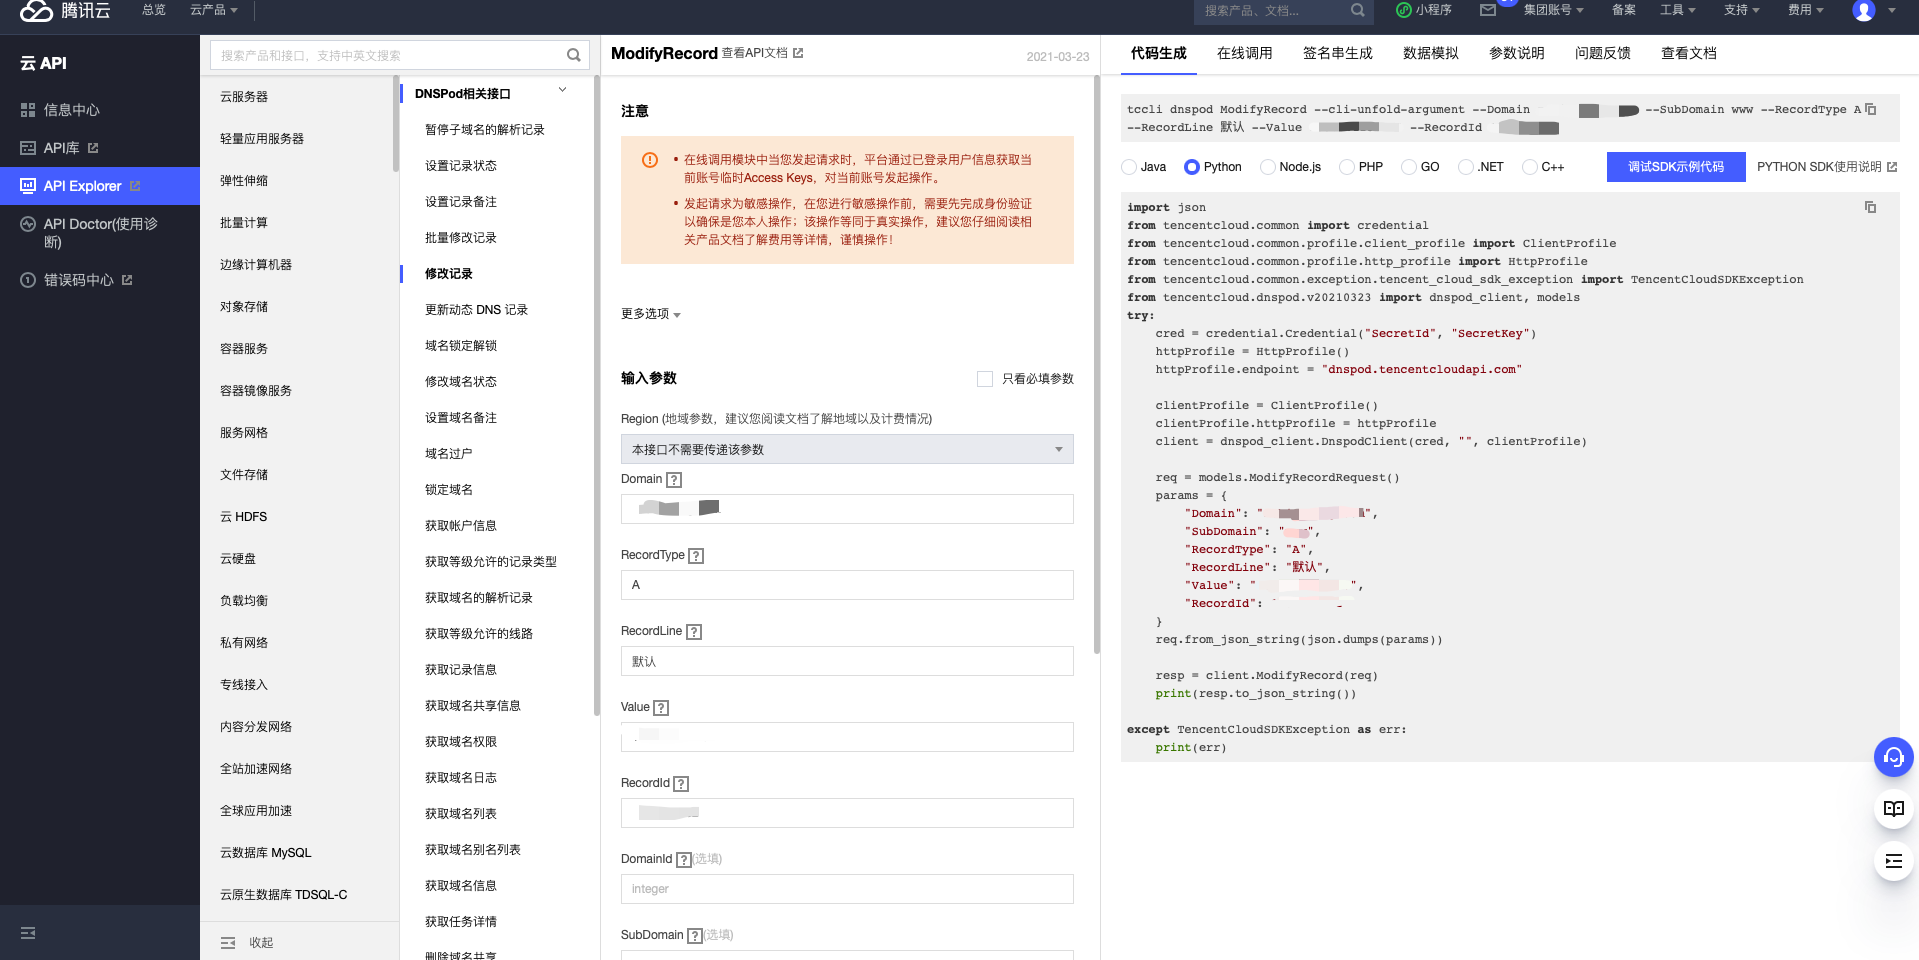 腾讯云
总览
云产品
搜索产品、文档...
小程序
集团账号
备案
工具
支持
费用
云 API
信息中心
API库
API Explorer
API Doctor(使用诊断)
错误码中心
搜索产品和接口，支持中英文搜索
云服务器
轻量应用服务器
弹性伸缩
批量计算
边缘计算机器
对象存储
容器服务
容器镜像服务
服务网格
文件存储
云 HDFS
云硬盘
负载均衡
私有网络
专线接入
内容分发网络
全站加速网络
全球应用加速
云数据库 MySQL
云原生数据库 TDSQL-C
收起
DNSPod相关接口
暂停子域名的解析记录
设置记录状态
设置记录备注
批量修改记录
修改记录
更新动态 DNS 记录
域名锁定解锁
修改域名状态
设置域名备注
域名过户
锁定域名
获取帐户信息
获取等级允许的记录类型
获取域名的解析记录
获取等级允许的线路
获取记录信息
获取域名共享信息
获取域名权限
获取域名日志
获取域名列表
获取域名别名列表
获取域名信息
获取任务详情
删除域名共享
ModifyRecord 查看API文档
2021-03-23
注意
• 在线调用模块中当您发起请求时，平台通过已登录用户信息获取当
前账号临时Access Keys，对当前账号发起操作。
• 发起请求为敏感操作，在您进行敏感操作前，需要先完成身份验证
以确保是您本人操作；该操作等同于真实操作，建议您仔细阅读相
关产品文档了解费用等详情，谨慎操作！
更多选项
输入参数
只看必填参数
Region (地域参数，建议您阅读文档了解地域以及计费情况)
本接口不需要传递该参数
Domain ?
RecordType ?
A
RecordLine ?
默认
Value ?
RecordId ?
DomainId ?(选填)
integer
SubDomain ?(选填)
代码生成
在线调用
签名串生成
数据模拟
参数说明
问题反馈
查看文档
tccli dnspod ModifyRecord --cli-unfold-argument --Domain --SubDomain www --RecordType A
--RecordLine 默认 --Value --RecordId
Java
Python
Node.js
PHP
GO
.NET
C++
调试SDK示例代码
PYTHON SDK使用说明
import json
from tencentcloud.common import credential
from tencentcloud.common.profile.client_profile import ClientProfile
from tencentcloud.common.profile.http_profile import HttpProfile
from tencentcloud.common.exception.tencent_cloud_sdk_exception import TencentCloudSDKException
from tencentcloud.dnspod.v20210323 import dnspod_client, models
try:
cred = credential.Credential("SecretId", "SecretKey")
httpProfile = HttpProfile()
httpProfile.endpoint = "dnspod.tencentcloudapi.com"
clientProfile = ClientProfile()
clientProfile.httpProfile = httpProfile
client = dnspod_client.DnspodClient(cred, "", clientProfile)
req = models.ModifyRecordRequest()
params = {
"Domain": "",
"SubDomain": "",
"RecordType": "A",
"RecordLine": "默认",
"Value": "",
"RecordId":
}
req.from_json_string(json.dumps(params))
resp = client.ModifyRecord(req)
print(resp.to_json_string())
except TencentCloudSDKException as err:
print(err)